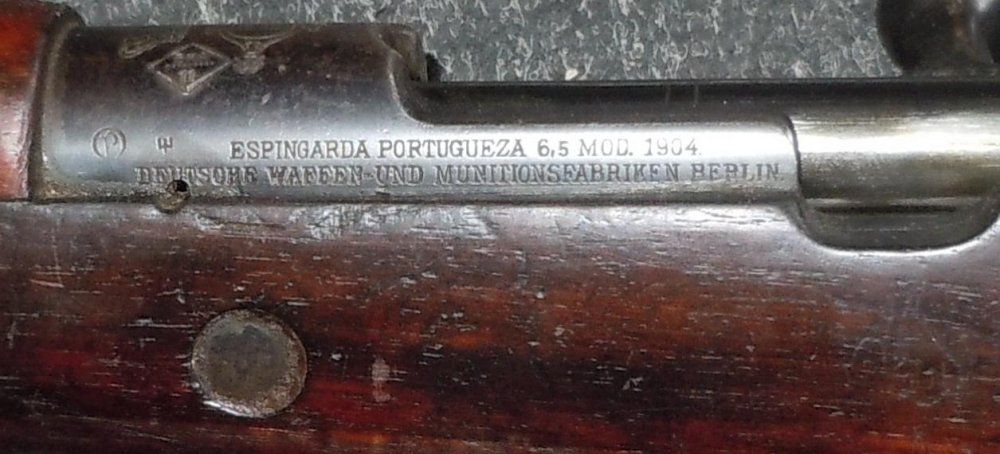 ESPINGARDA PORTUGUEZA 6,5 MOD. 1904.
DEUTSCHE WAFFEN-UND MUNITIONSFABRIKEN BERLIN